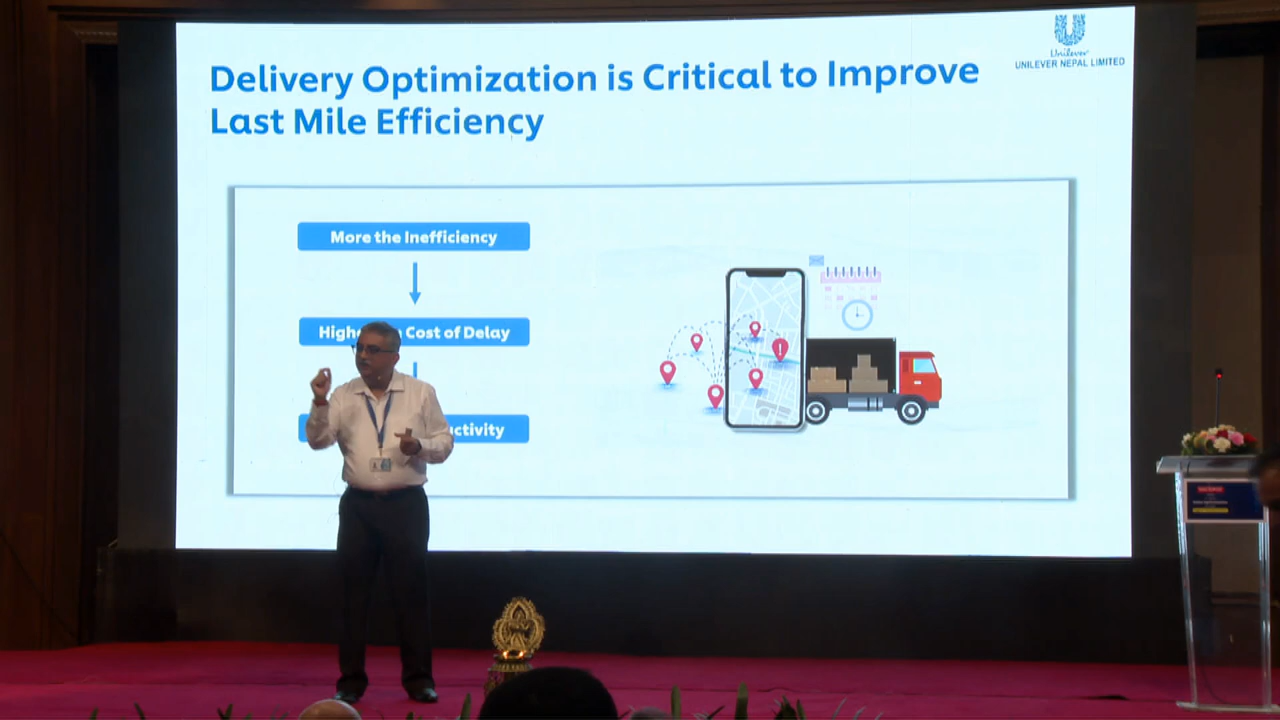 Unilever
UNILEVER NEPAL LIMITED
Delivery Optimization is Critical to Improve
Last Mile Efficiency
More the Inefficiency
Cost of Delay